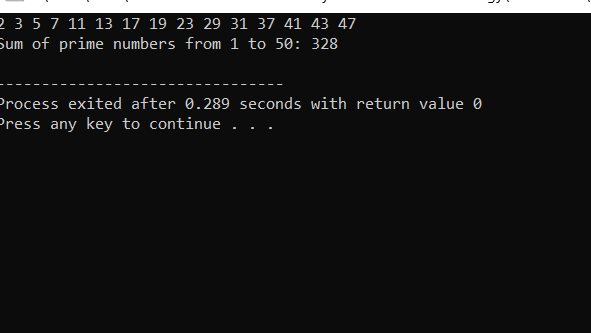 2 3 5 7 11 13 17 19 23 29 31 37 41 43 47
Sum of prime numbers from 1 to 50: 328
--------------------------------
Process exited after 0.289 seconds with return value 0
Press any key to continue . . .